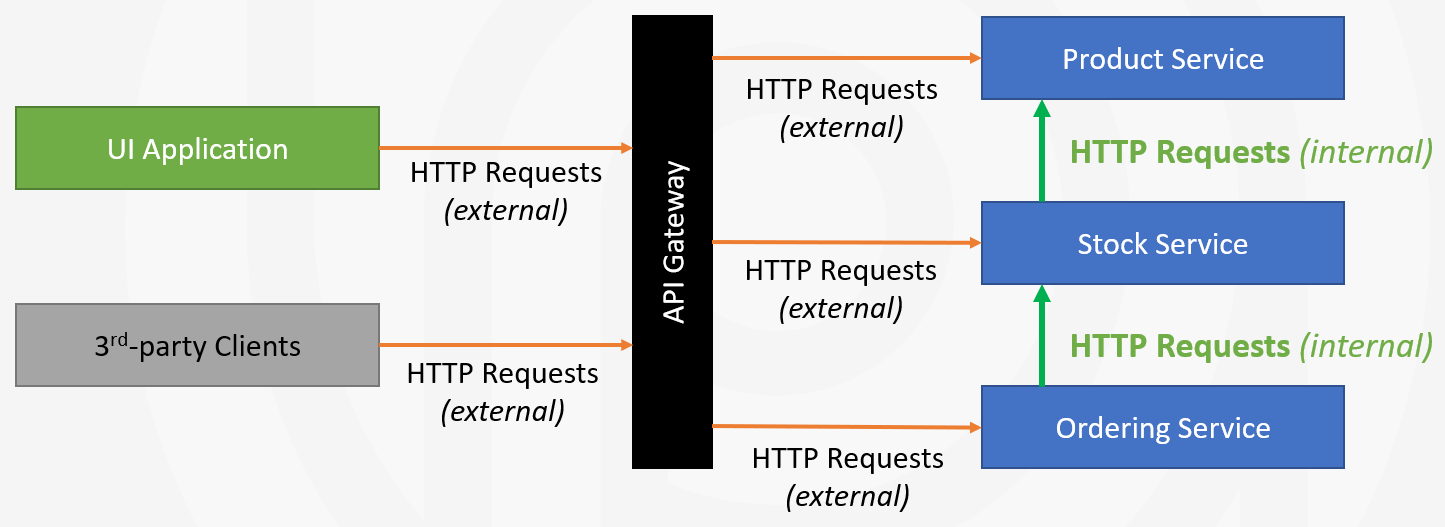 UI Application
HTTP Requests
(external)
3rd-party Clients
HTTP Requests
(external)
API Gateway
HTTP Requests
(external)
HTTP Requests
(external)
HTTP Requests
(external)
Product Service
HTTP Requests (internal)
Stock Service
HTTP Requests (internal)
Ordering Service